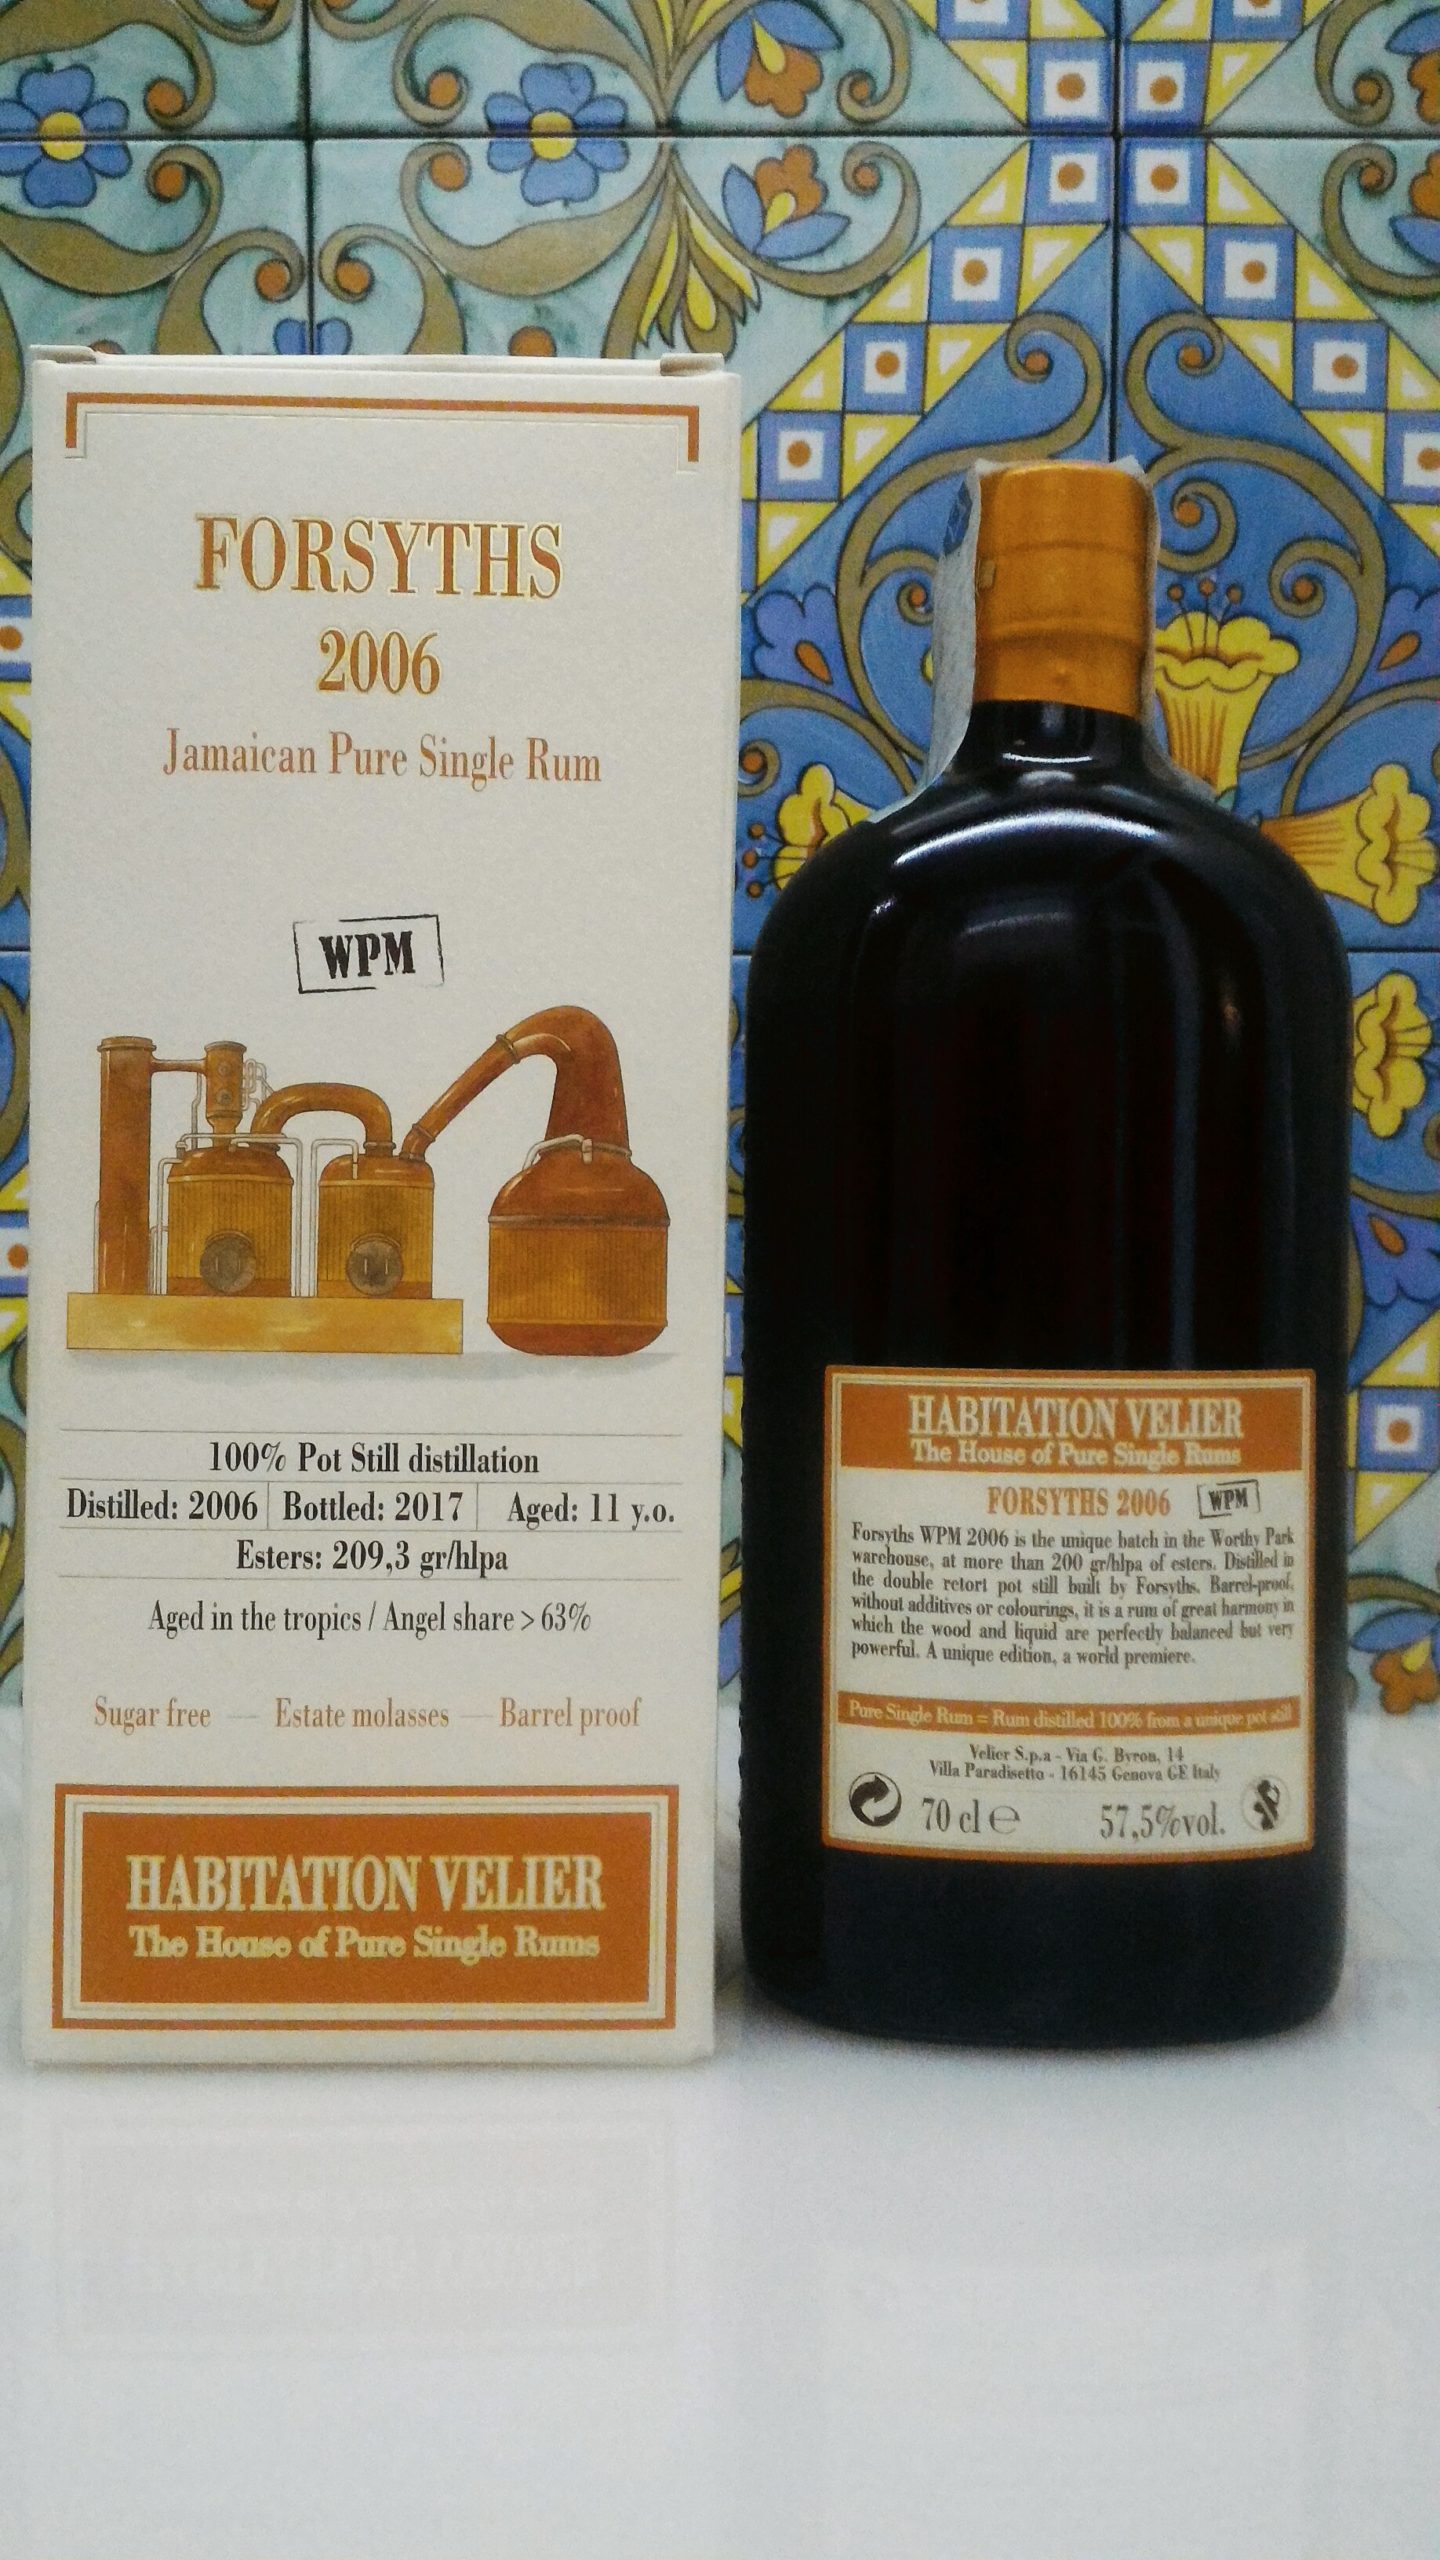 FORSYTHS
2006
Jamaican Pure Single Rum
WPM
100% Pot Still distillation
Distilled: 2006 Bottled: 2017 Aged: 11 y.o.
Esters: 209,3 gr/hlpa
Aged in the tropics / Angel share > 63%
Sugar free — Estate molasses — Barrel proof
HABITATION VELIER
The House of Pure Single Rums
HABITATION VELIER
The House of Pure Single Rums
FORSYTHS 2006 WPM
Forsyths WPM 2006 is the unique batch in the Worthy Park
warehouse, at more than 200 gr/hlpa of esters. Distilled in
the double retort pot still built by Forsyths. Barrel-proof,
without additives or colourings, it is a rum of great harmony in
which the wood and liquid are perfectly balanced but very
powerful. A unique edition, a world premiere.
Pure Single Rum = Rum distilled 100% from a unique pot still
Velier S.p.a - Via G. Byron, 14
Villa Paradisetto - 16145 Genova GE Italy
70 cl e 57,5%vol.